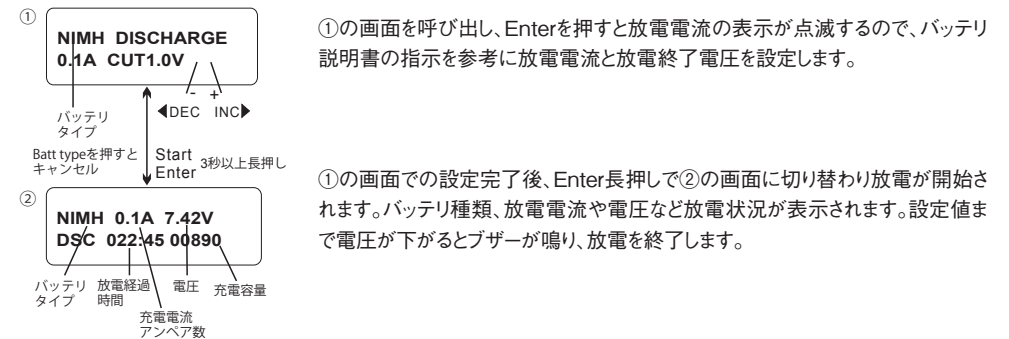 ①
NIMH DISCHARGE
0.1A CUT1.0V
- +
◀DEC INC▶
バッテリ
タイプ
Batt typeを押すと
キャンセル
Start
Enter
3秒以上長押し
②
NIMH 0.1A 7.42V
DSC 022:45 00890
バッテリ
タイプ
放電経過
時間
電圧
充電容量
充電電流
アンペア数
①の画面を呼び出し、Enterを押すと放電電流の表示が点滅するので、バッテリ
説明書の指示を参考に放電電流と放電終了電圧を設定します。
①の画面での設定完了後、Enter長押しで②の画面に切り替わり放電が開始さ
れます。バッテリ種類、放電電流や電圧など放電状況が表示されます。設定値ま
で電圧が下がるとブザーが鳴り、放電を終了します。